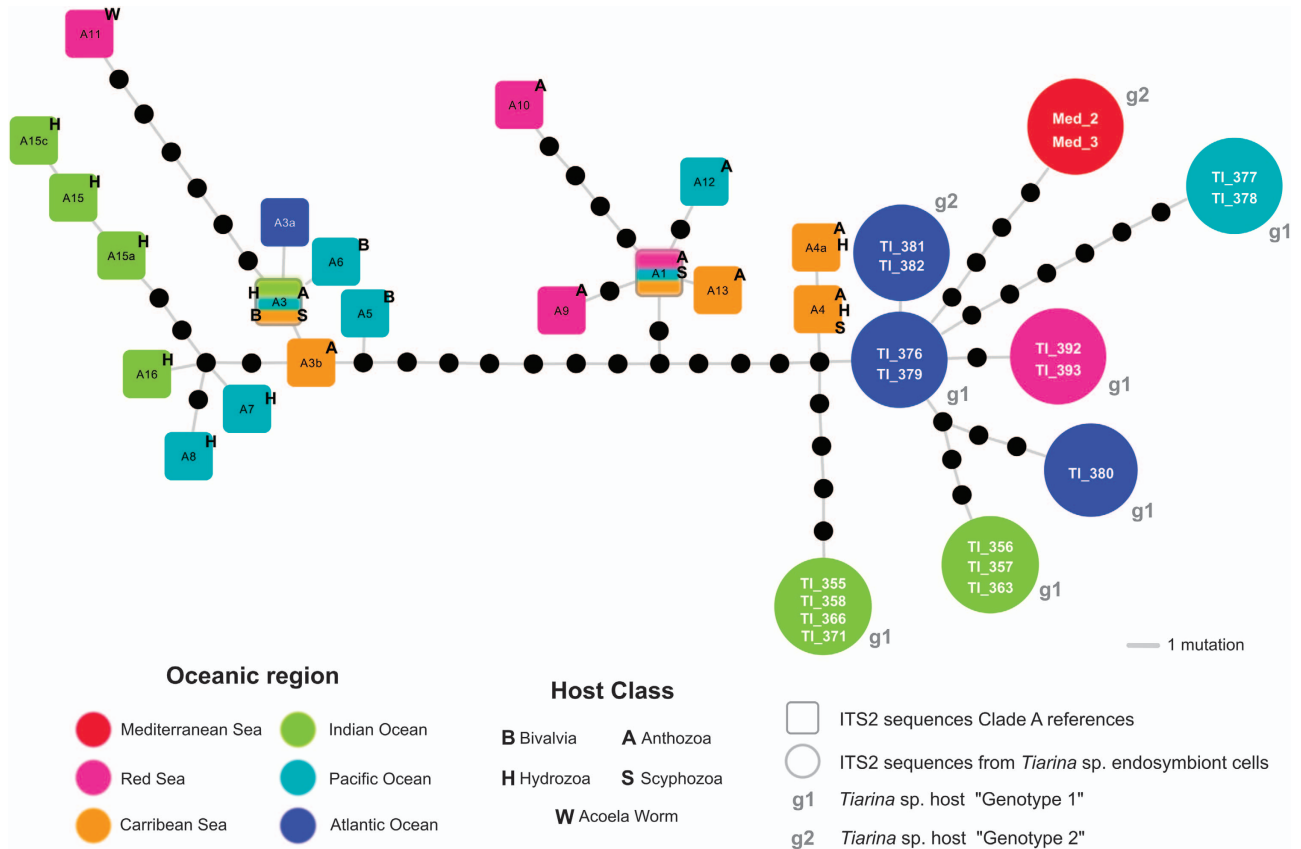 A11 W
A10 A
A15c H
A15 H
A15a H
A3a
A6 B
H A
A3
B S
A5 B
A3b A
A16 H
A7 H
A8 H
A12 A
A
A1 S
A13 A
A9 A
A4a A
H
A4 A
H
S
Med_2
Med_3
g2
TI_377
TI_378
g1
TI_381
TI_382
g2
TI_376
TI_379
g1
TI_392
TI_393
g1
TI_380
g1
TI_356
TI_357
TI_363
g1
TI_355
TI_358
TI_366
TI_371
g1
1 mutation
Oceanic region
Mediterranean Sea
Red Sea
Carribean Sea
Indian Ocean
Pacific Ocean
Atlantic Ocean
Host Class
B Bivalvia
A Anthozoa
H Hydrozoa
S Scyphozoa
W Acoela Worm
ITS2 sequences Clade A references
ITS2 sequences from Tiarina sp. endosymbiont cells
g1 Tiarina sp. host "Genotype 1"
g2 Tiarina sp. host "Genotype 2"